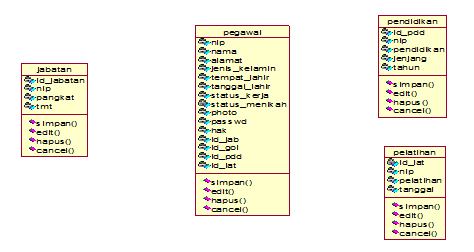 jabatan
id_jabatan
nip
pangkat
tmt
simpan()
edit()
hapus()
cancel()
pegawai
nip
nama
alamat
jenis_kelamin
tempat_lahir
tanggal_lahir
status_kerja
status_menikah
photo
passwd
hak
id_jab
id_gol
id_pdd
id_lat
simpan()
edit()
hapus()
cancel()
pendidikan
id_pdd
nip
pendidikan
jenjang
tahun
simpan()
edit()
hapus()
cancel()
pelatihan
id_lat
nip
pelatihan
tanggal
simpan()
edit()
hapus()
cancel()